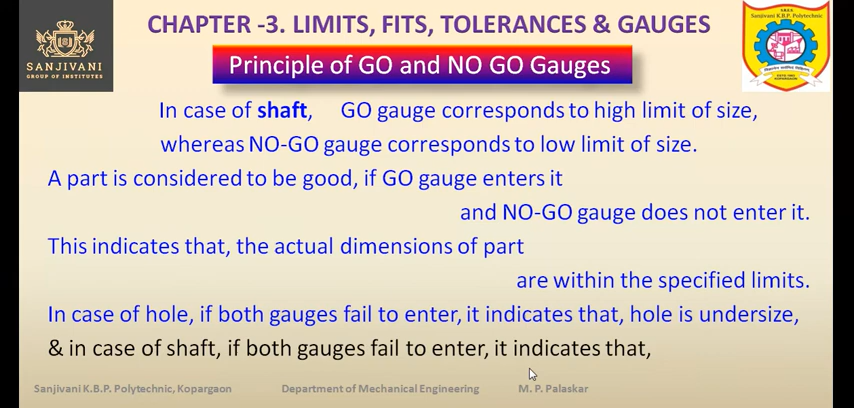 CHAPTER -3. LIMITS, FITS, TOLERANCES & GAUGES
SANJIVANI
GROUP OF INSTITUTES
Sanjivani K.B.P. Polytechnic
Principle of GO and NO GO Gauges
In case of shaft, GO gauge corresponds to high limit of size,
whereas NO-GO gauge corresponds to low limit of size.
A part is considered to be good, if GO gauge enters it
and NO-GO gauge does not enter it.
This indicates that, the actual dimensions of part
are within the specified limits.
In case of hole, if both gauges fail to enter, it indicates that, hole is undersize,
& in case of shaft, if both gauges fail to enter, it indicates that,
Sanjivani K.B.P. Polytechnic, Kopargaon Department of Mechanical Engineering M. P. Palaskar